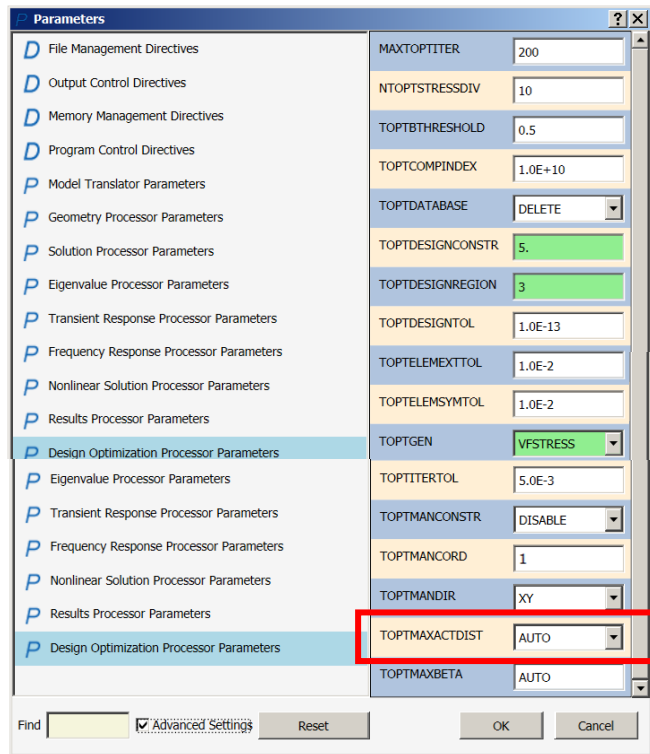 Parameters
D File Management Directives
D Output Control Directives
D Memory Management Directives
D Program Control Directives
P Model Translator Parameters
P Geometry Processor Parameters
P Solution Processor Parameters
P Eigenvalue Processor Parameters
P Transient Response Processor Parameters
P Frequency Response Processor Parameters
P Nonlinear Solution Processor Parameters
P Results Processor Parameters
P Design Optimization Processor Parameters
P Eigenvalue Processor Parameters
P Transient Response Processor Parameters
P Frequency Response Processor Parameters
P Nonlinear Solution Processor Parameters
P Results Processor Parameters
P Design Optimization Processor Parameters
MAXTOPTITER 200
NTOPTSTRESSDIV 10
TOPTBTHRESHOLD 0.5
TOPTCOMPINDEX 1.0E+10
TOPTDATABASE DELETE
TOPTDESIGNCONSTR 5.
TOPTDESIGNREGION 3
TOPTDESIGNTOL 1.0E-13
TOPTELEMEXTTOL 1.0E-2
TOPTELEMSYMTOL 1.0E-2
TOPTGEN VFSTRESS
TOPTITERTOL 5.0E-3
TOPTMANCONSTR DISABLE
TOPTMANCORD 1
TOPTMANDIR XY
TOPTMAXACTDIST AUTO
TOPTMAXBETA AUTO
Find Advanced Settings Reset OK Cancel